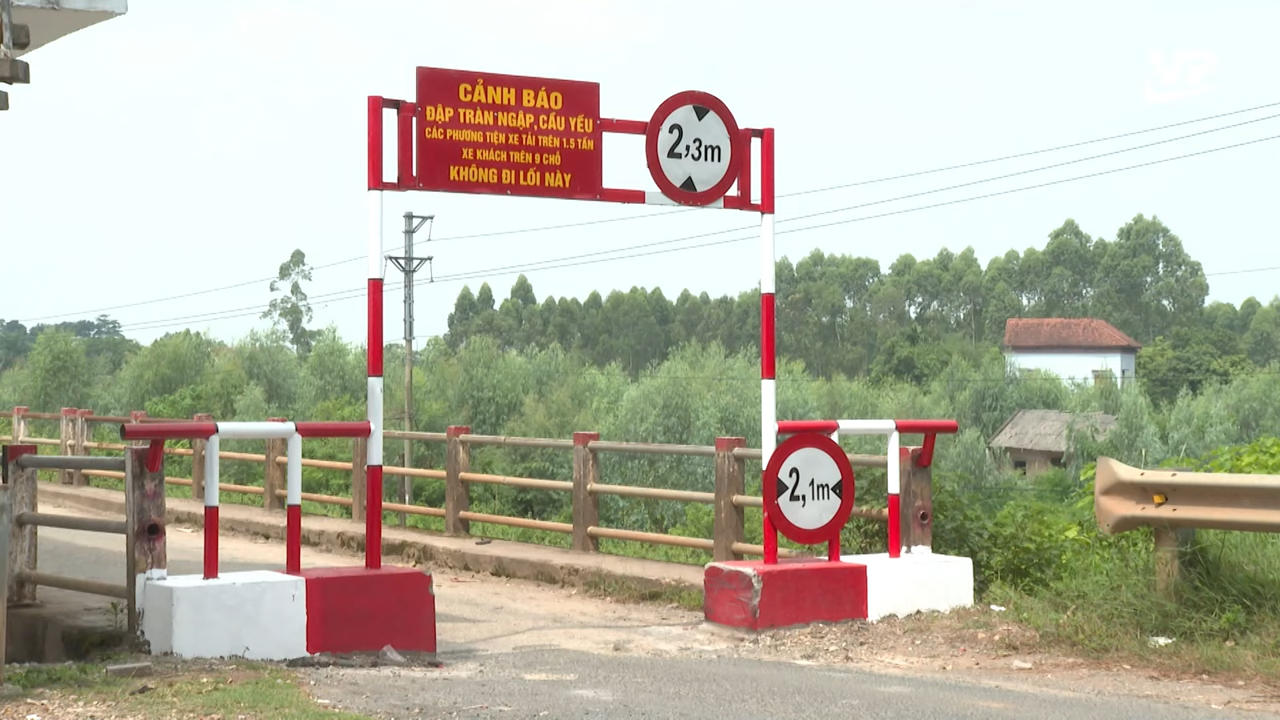 CẢNH BÁO
ĐẬP TRÀN NGẬP, CẦU YẾU
CÁC PHƯƠNG TIỆN XE TẢI TRÊN 1.5 TẤN
XE KHÁCH TRÊN 9 CHỖ
KHÔNG ĐI LỐI NÀY
2,3m
2,1m